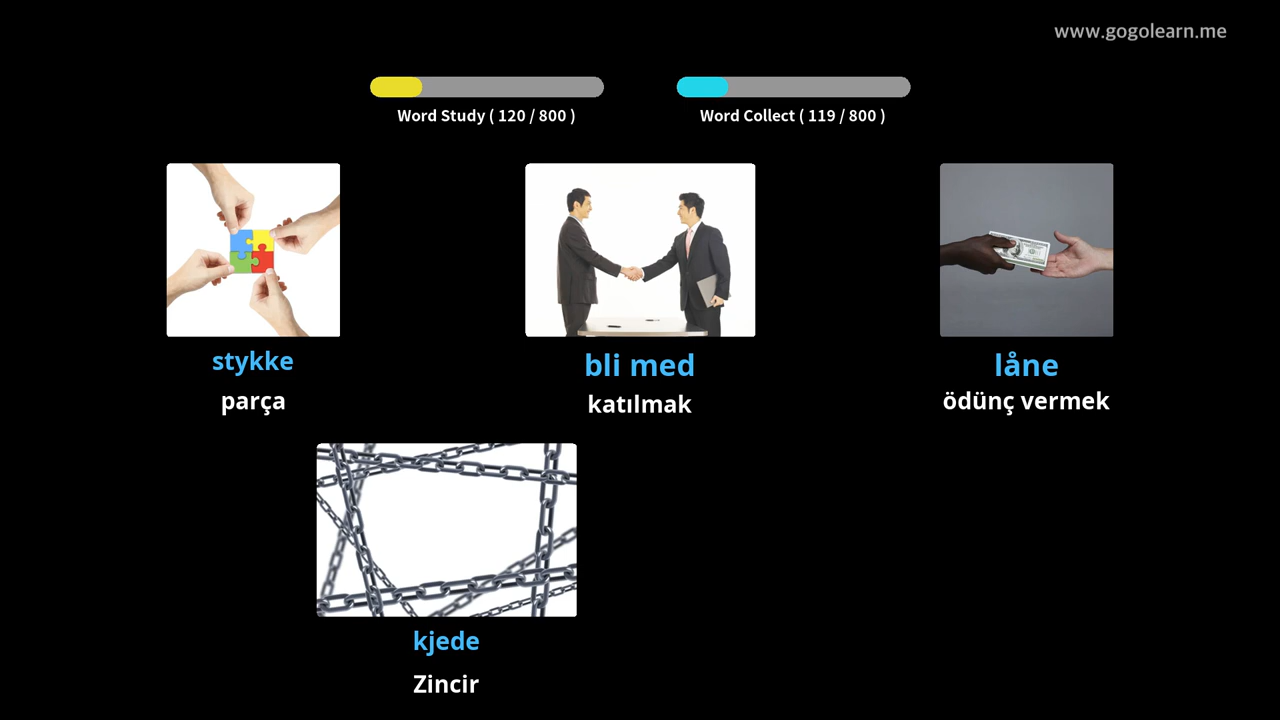 www.gogolearn.me
Word Study ( 120 / 800 )
Word Collect ( 119 / 800 )
stykke
parça
bli med
katılmak
låne
ödünç vermek
kjede
Zincir